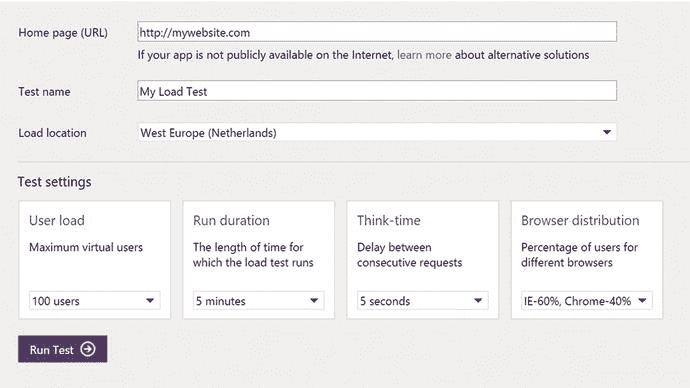 Home page (URL) http://mywebsite.com
If your app is not publicly available on the Internet, learn more about alternative solutions
Test name My Load Test
Load location West Europe (Netherlands)
Test settings
User load
Maximum virtual users
100 users
Run duration
The length of time for
which the load test runs
5 minutes
Think-time
Delay between
consecutive requests
5 seconds
Browser distribution
Percentage of users for
different browsers
IE-60%, Chrome-40%
Run Test